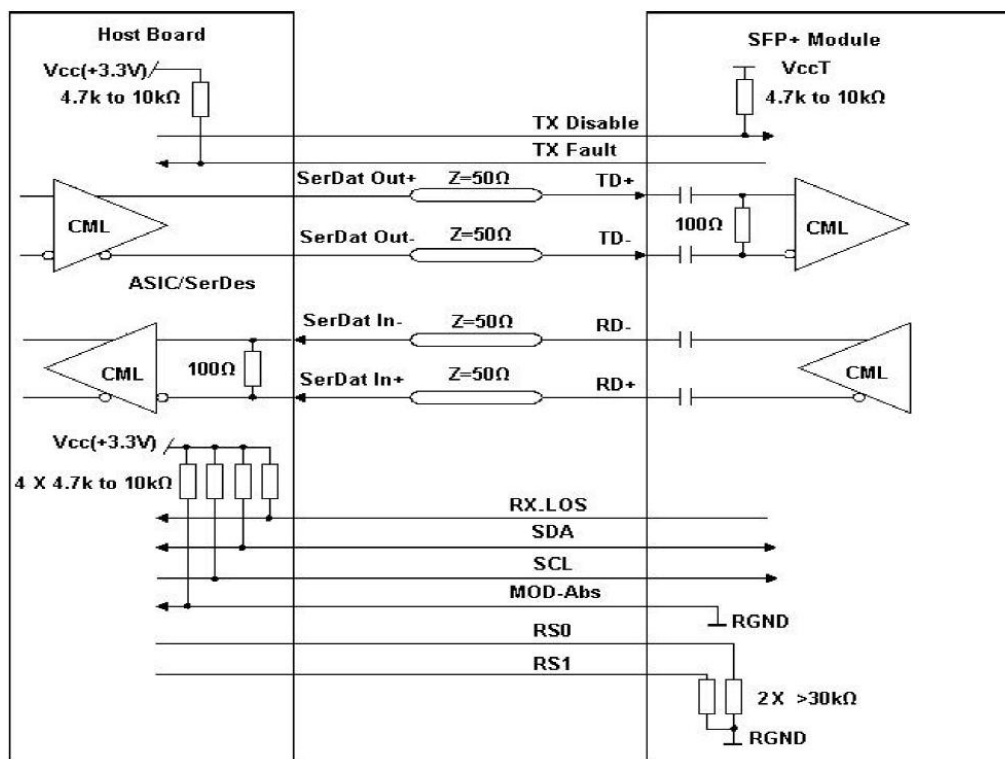 Host Board
SFP+ Module
Vcc(+3.3V)
4.7k to 10kΩ
VccT
4.7k to 10kΩ
TX Disable
TX Fault
SerDat Out+
Z=50Ω
TD+
CML
100Ω
CML
SerDat Out-
Z=50Ω
TD-
ASIC/SerDes
SerDat In-
Z=50Ω
RD-
CML
100Ω
CML
SerDat In+
Z=50Ω
RD+
Vcc(+3.3V)
4 X 4.7k to 10kΩ
RX.LOS
SDA
SCL
MOD-Abs
RGND
RS0
RS1
2 X >30kΩ
RGND